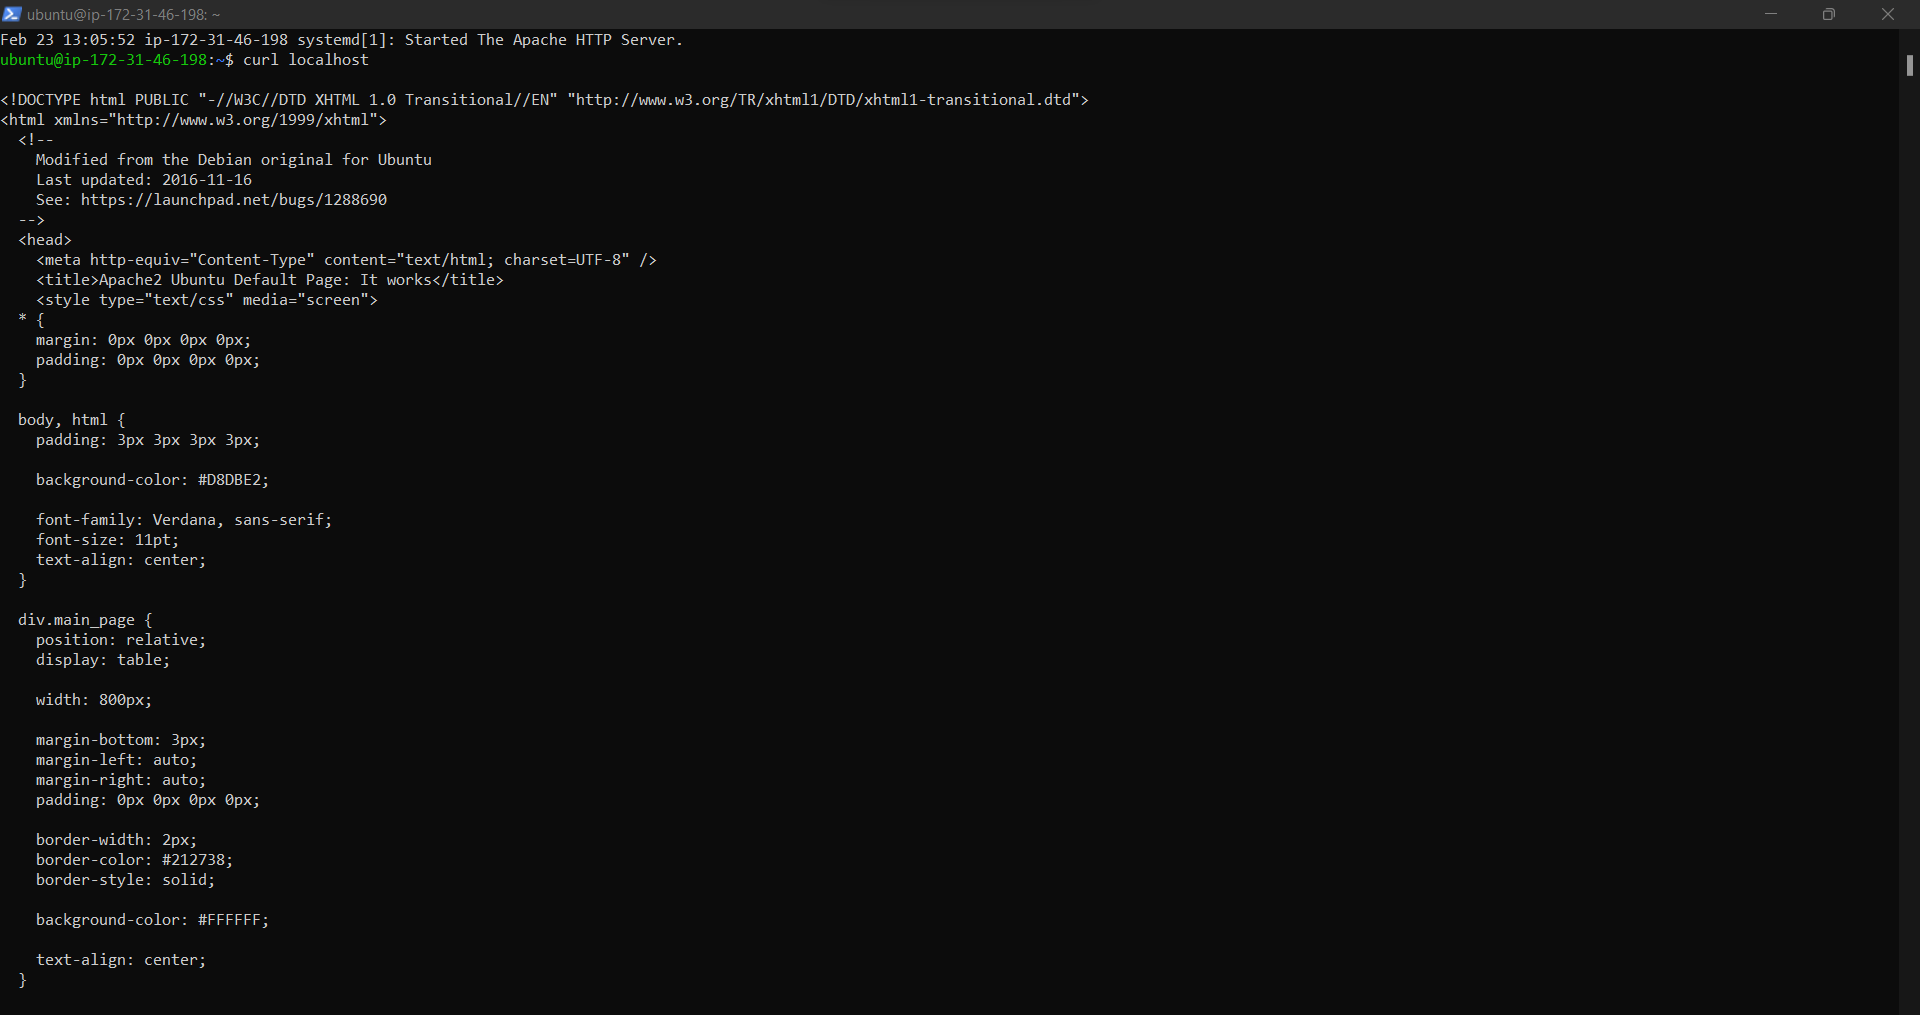 ubuntu@ip-172-31-46-198: ~
Feb 23 13:05:52 ip-172-31-46-198 systemd[1]: Started The Apache HTTP Server.
ubuntu@ip-172-31-46-198:~$ curl localhost

<!DOCTYPE html PUBLIC "-//W3C//DTD XHTML 1.0 Transitional//EN" "http://www.w3.org/TR/xhtml1/DTD/xhtml1-transitional.dtd">
<html xmlns="http://www.w3.org/1999/xhtml">
  <!--
    Modified from the Debian original for Ubuntu
    Last updated: 2016-11-16
    See: https://launchpad.net/bugs/1288690
  -->
  <head>
    <meta http-equiv="Content-Type" content="text/html; charset=UTF-8" />
    <title>Apache2 Ubuntu Default Page: It works</title>
    <style type="text/css" media="screen">
  * {
    margin: 0px 0px 0px 0px;
    padding: 0px 0px 0px 0px;
  }

  body, html {
    padding: 3px 3px 3px 3px;

    background-color: #D8DBE2;

    font-family: Verdana, sans-serif;
    font-size: 11pt;
    text-align: center;
  }

  div.main_page {
    position: relative;
    display: table;

    width: 800px;

    margin-bottom: 3px;
    margin-left: auto;
    margin-right: auto;
    padding: 0px 0px 0px 0px;

    border-width: 2px;
    border-color: #212738;
    border-style: solid;

    background-color: #FFFFFF;

    text-align: center;
  }